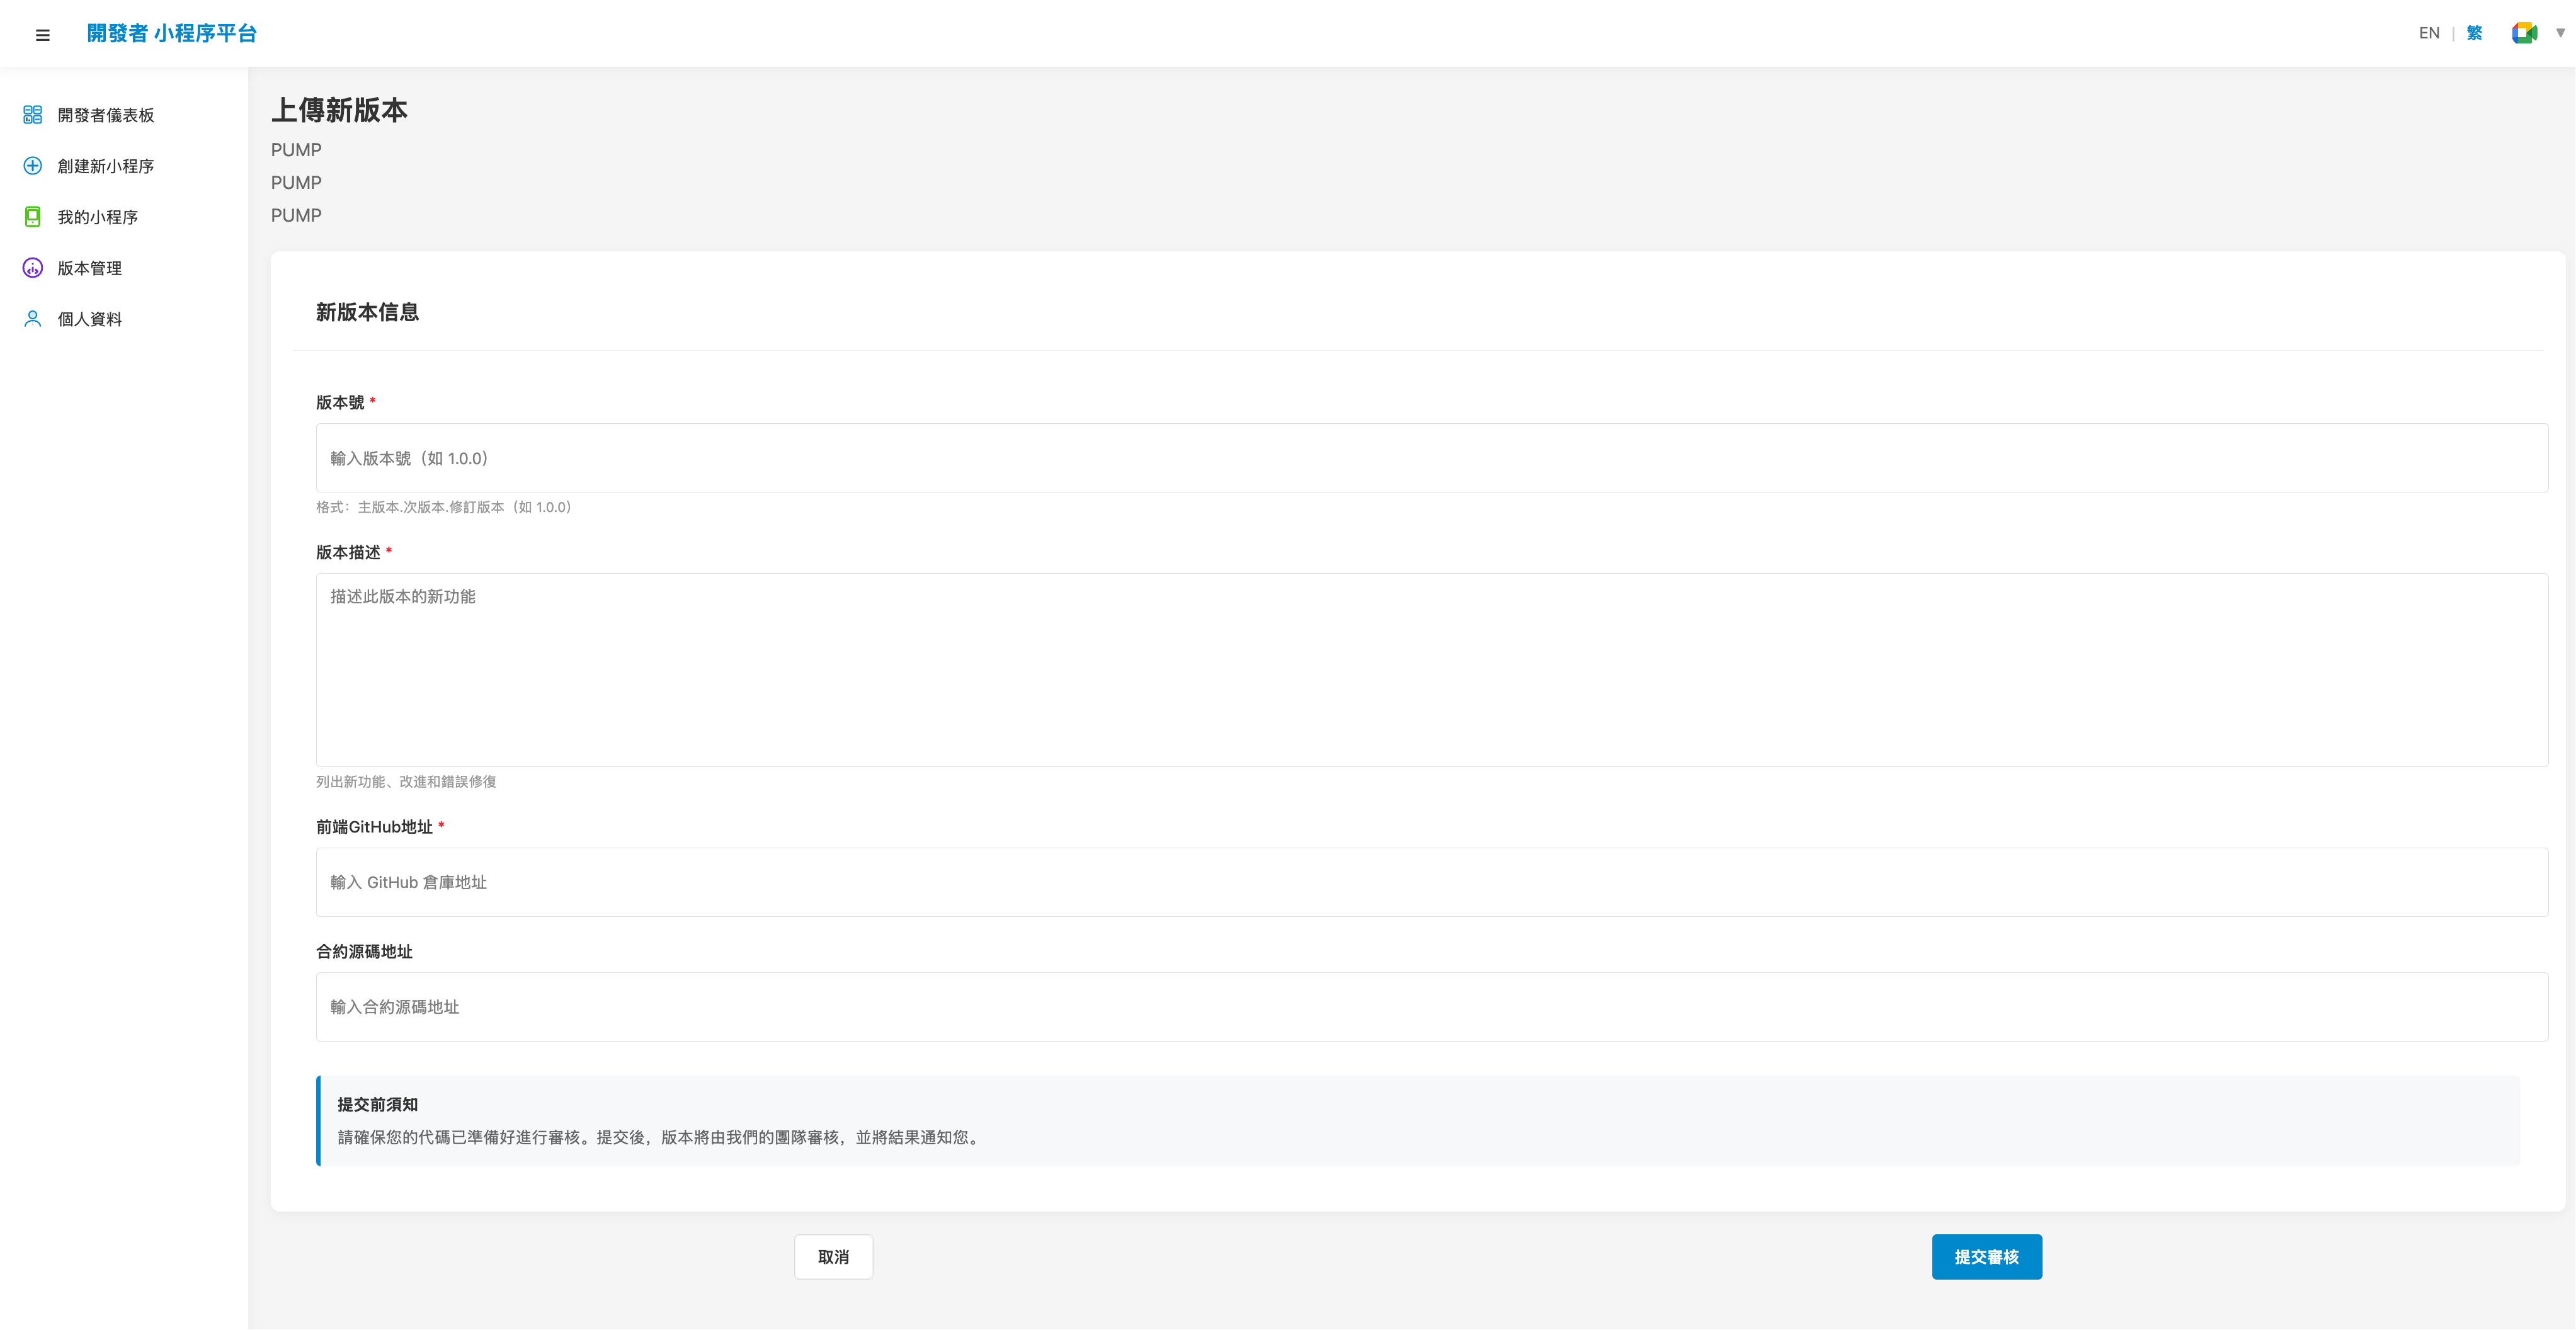 開發者 小程序平台
EN | 繁
開發者儀表板
創建新小程序
我的小程序
版本管理
個人資料
上傳新版本
PUMP
PUMP
PUMP
新版本信息
版本號 *
輸入版本號（如 1.0.0）
格式：主版本.次版本.修訂版本（如 1.0.0）
版本描述 *
描述此版本的新功能
列出新功能、改進和錯誤修復
前端GitHub地址 *
輸入 GitHub 倉庫地址
合約源碼地址
輸入合約源碼地址
提交前須知
請確保您的代碼已準備好進行審核。提交後，版本將由我們的團隊審核，並將結果通知您。
取消
提交審核